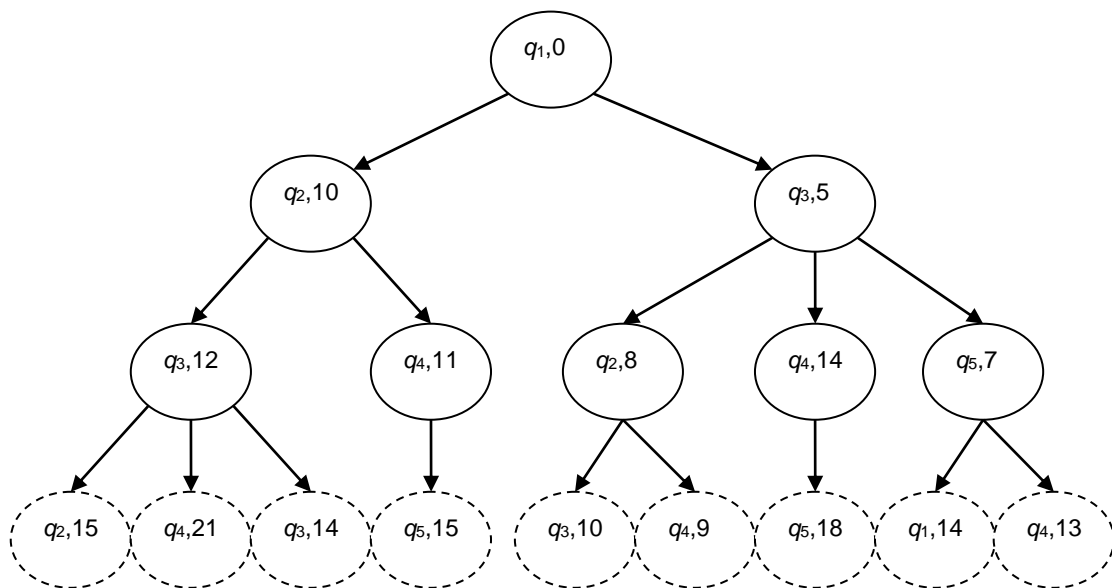 q₁,0
q₂,10
q₃,5
q₃,12
q₄,11
q₂,8
q₄,14
q₅,7
q₂,15
q₄,21
q₃,14
q₅,15
q₃,10
q₄,9
q₅,18
q₁,14
q₄,13